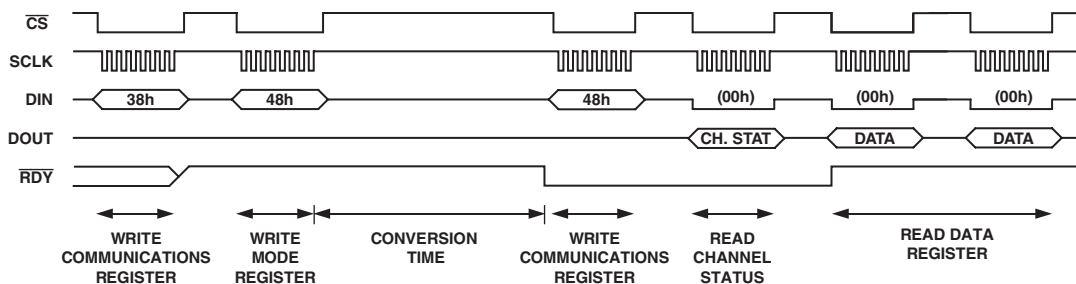 CS
SCLK
DIN 38h 48h 48h (00h) (00h) (00h)
DOUT CH. STAT DATA DATA
RDY
WRITE COMMUNICATIONS REGISTER
WRITE MODE REGISTER
CONVERSION TIME
WRITE COMMUNICATIONS REGISTER
READ CHANNEL STATUS
READ DATA REGISTER